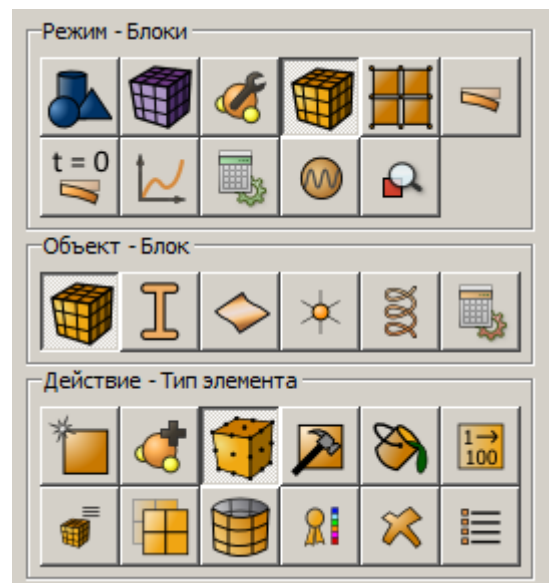 Режим - Блоки
t = 0
Объект - Блок
Действие - Тип элемента
1→
100